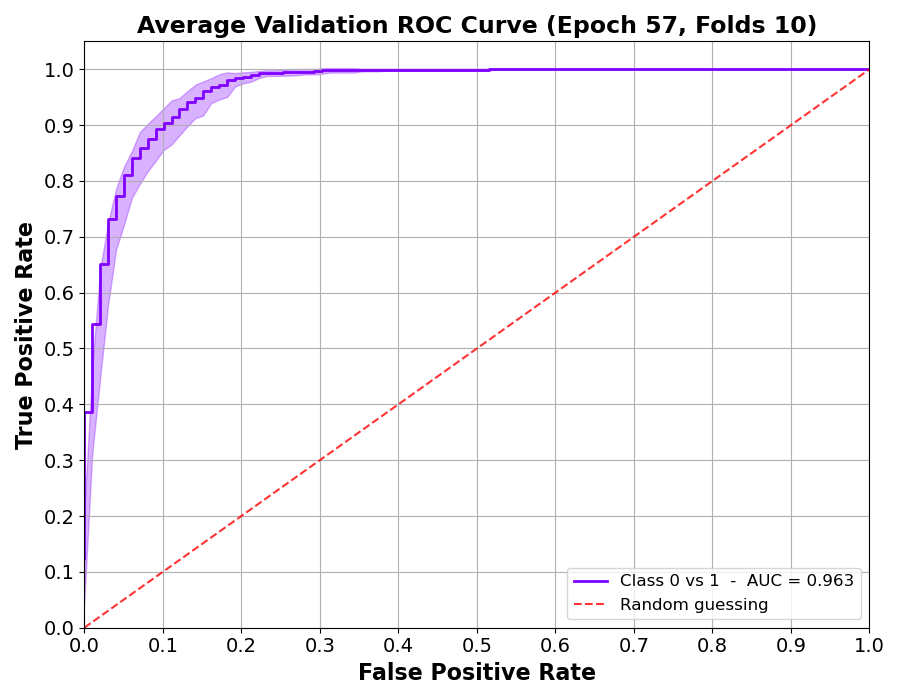 Average Validation ROC Curve (Epoch 57, Folds 10)
1.0
0.9
0.8
0.7
0.6
0.5
0.4
0.3
0.2
0.1
0.0
True Positive Rate
0.0 0.1 0.2 0.3 0.4 0.5 0.6 0.7 0.8 0.9 1.0
False Positive Rate
Class 0 vs 1 - AUC = 0.963
Random guessing